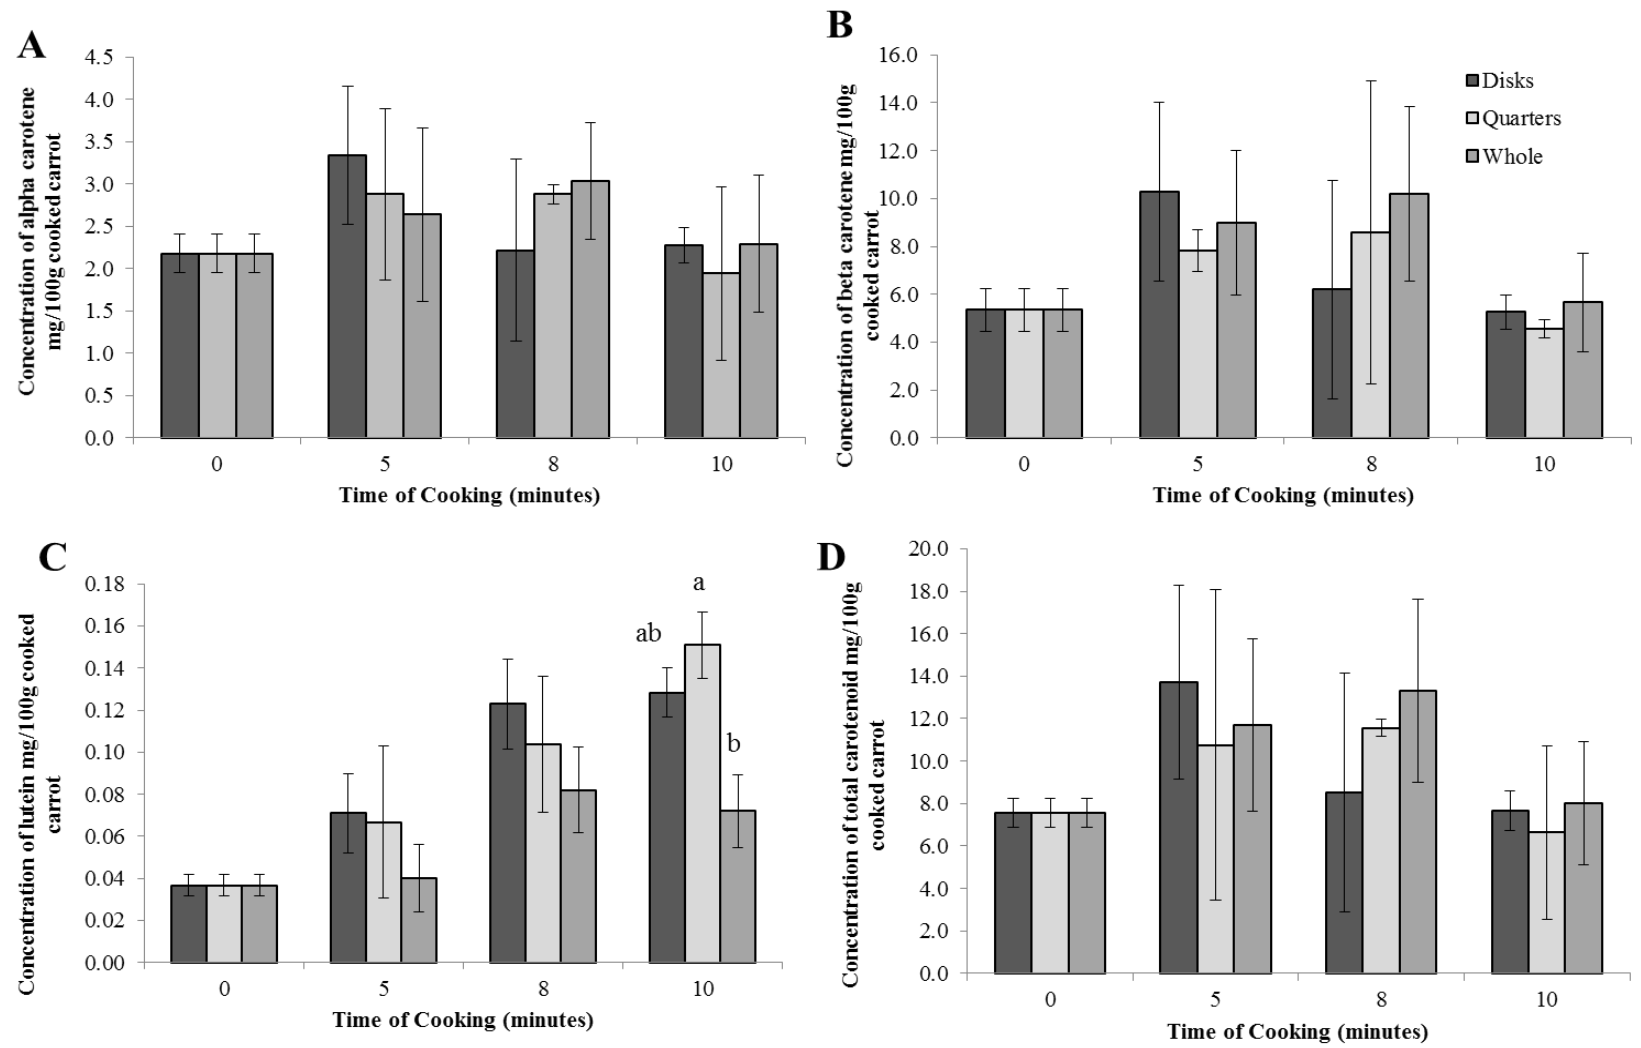 A
Concentration of alpha carotene
mg/100g cooked carrot
4.5
4.0
3.5
3.0
2.5
2.0
1.5
1.0
0.5
0.0
0 5 8 10
Time of Cooking (minutes)
B
Concentration of beta carotene mg/100g
cooked carrot
16.0
14.0
12.0
10.0
8.0
6.0
4.0
2.0
0.0
Disks
Quarters
Whole
0 5 8 10
Time of Cooking (minutes)
C
Concentration of lutein mg/100g cooked
carrot
0.18
0.16
0.14
0.12
0.10
0.08
0.06
0.04
0.02
0.00
a
ab
b
0 5 8 10
Time of Cooking (minutes)
D
Concentration of total carotenoid mg/100g
cooked carrot
20.0
18.0
16.0
14.0
12.0
10.0
8.0
6.0
4.0
2.0
0.0
0 5 8 10
Time of Cooking (minutes)